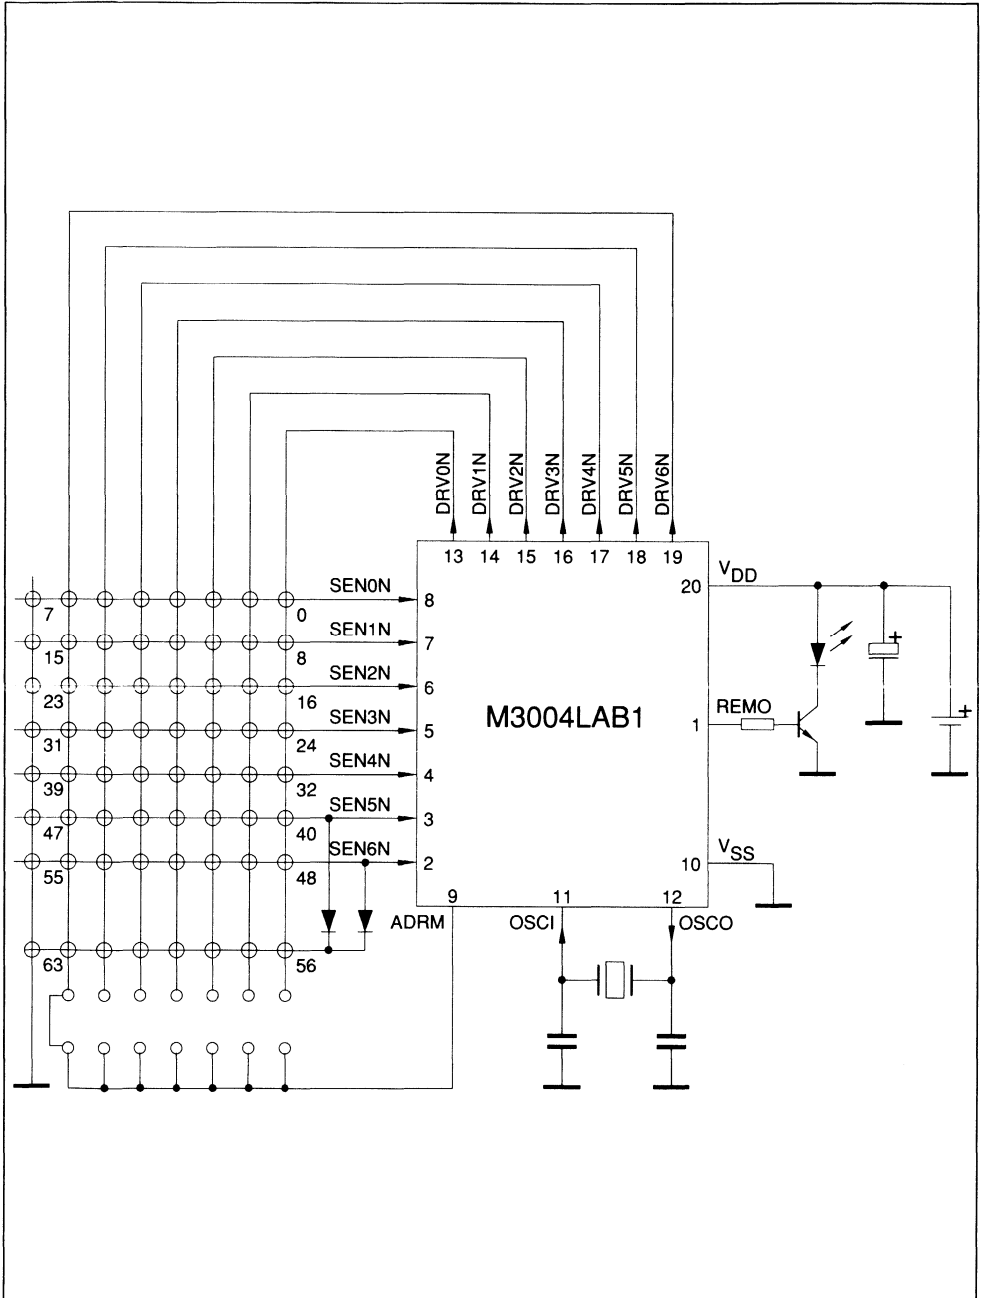 DRV0N DRV1N DRV2N DRV3N DRV4N DRV5N DRV6N
13 14 15 16 17 18 19
SEN0N 8 20 VDD
7 0
SEN1N 7
15 8
SEN2N 6
23 16
M3004LAB1
SEN3N 5 1 REMO
31 24
SEN4N 4
39 32
SEN5N 3
47 40
SEN6N 2 10 VSS
55 48
9 11 12
ADRM OSCI OSCO
63 56
+
+